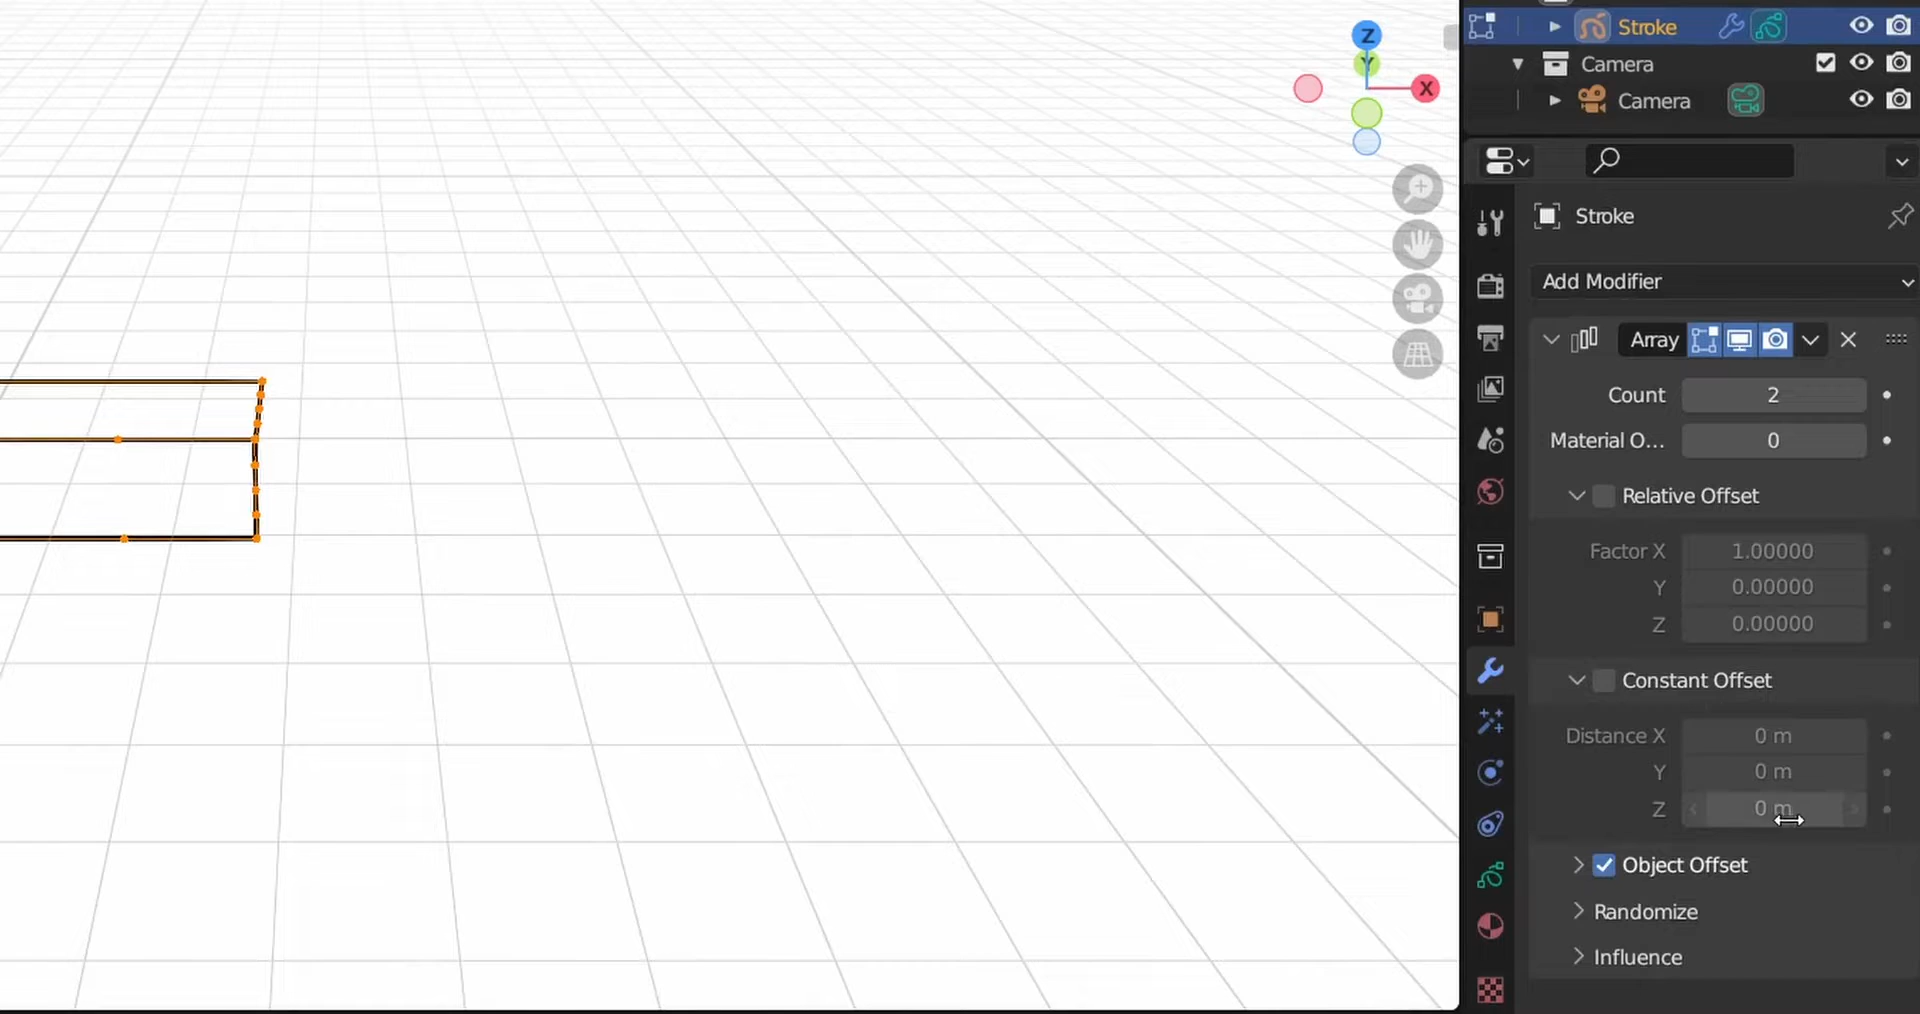 Stroke
Camera
Camera
Z
Y
X
Stroke
Add Modifier
Array
Count 2
Material O... 0
Relative Offset
Factor X 1.00000
Y 0.00000
Z 0.00000
Constant Offset
Distance X 0 m
Y 0 m
Z 0 m
Object Offset
Randomize
Influence